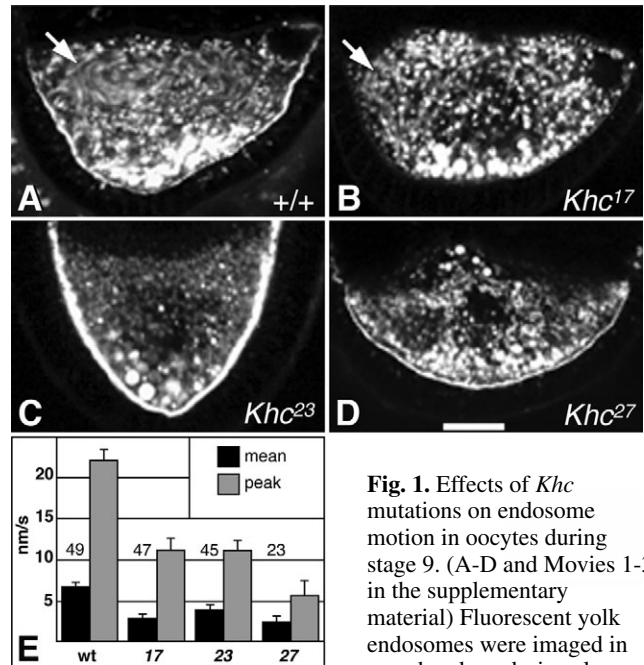 A
+/+
B
Khc17
C
Khc23
D
Khc27
E
nm/s
20
15
10
5
mean
peak
49
47
45
23
wt
17
23
27
Fig. 1. Effects of Khc
mutations on endosome
motion in oocytes during
stage 9. (A-D and Movies 1-3
in the supplementary
material) Fluorescent yolk
endosomes were imaged in